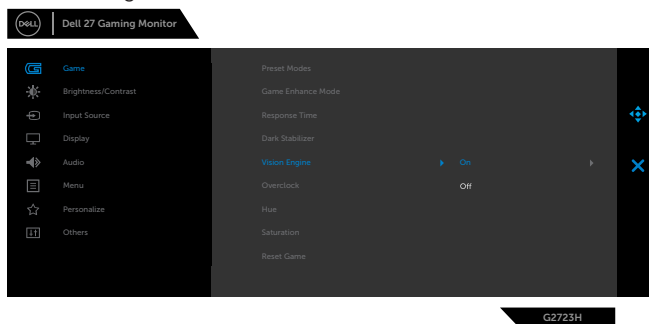 DELL Dell 27 Gaming Monitor
Game
Preset Modes
Brightness/Contrast
Game Enhance Mode
Input Source
Response Time
Display
Dark Stabilizer
Audio
Vision Engine
On
Menu
Overclock
Off
Personalize
Hue
Others
Saturation
Reset Game
G2723H